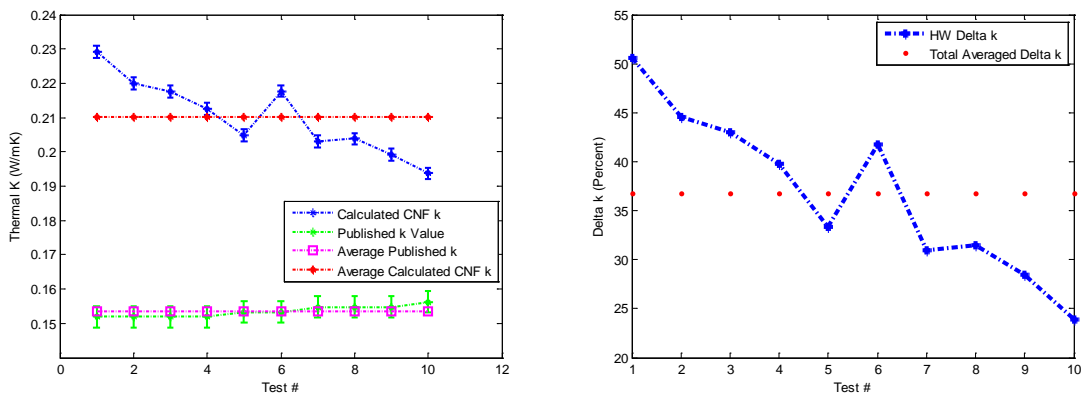 0.24
0.23
0.22
0.21
0.2
0.19
0.18
0.17
0.16
0.15
Thermal K (W/mK)
Calculated CNF k
Published k Value
Average Published k
Average Calculated CNF k
0 2 4 6 8 10 12
Test #
55
50
45
40
35
30
25
20
Delta k (Percent)
HW Delta k
Total Averaged Delta k
1 2 3 4 5 6 7 8 9 10
Test #